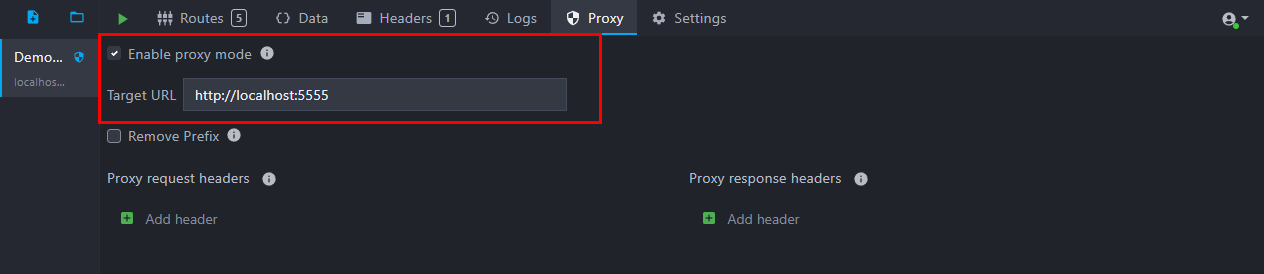 Routes 5 Data Headers 1 Logs Proxy Settings
Demo...
localhos...
Enable proxy mode
Target URL http://localhost:5555
Remove Prefix
Proxy request headers Proxy response headers
Add header Add header